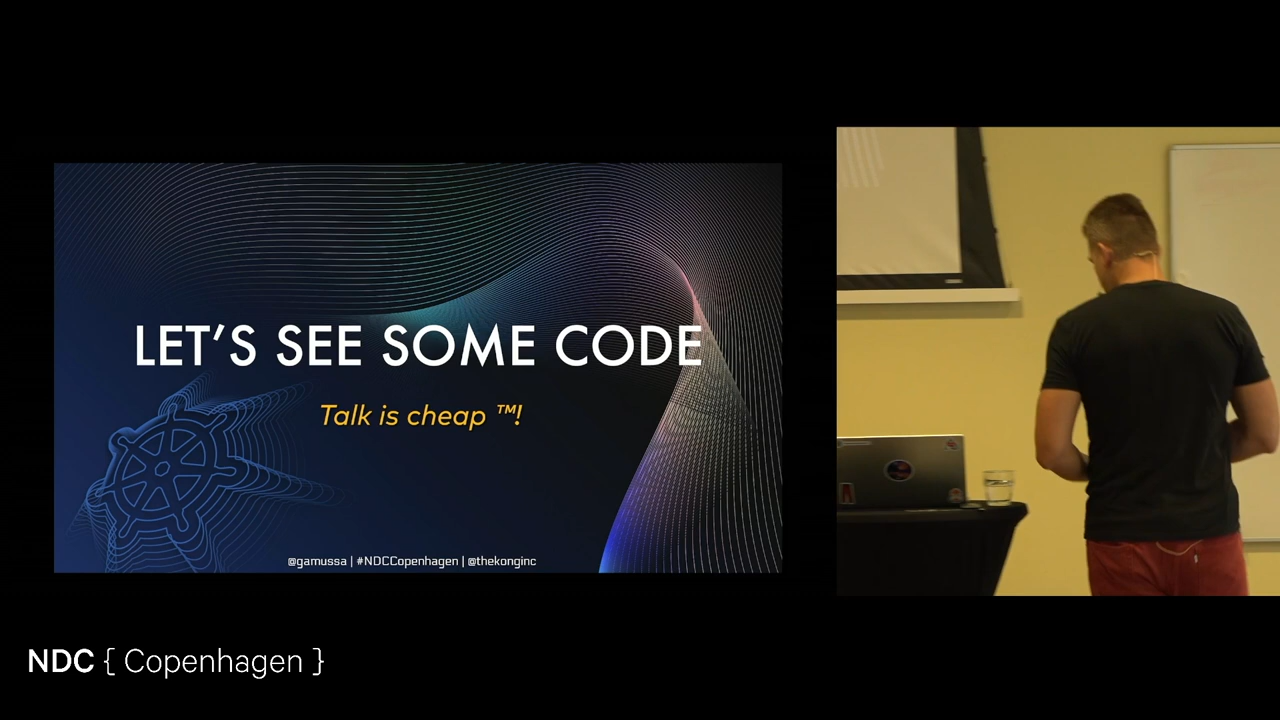 LET'S SEE SOME CODE
Talk is cheap ™!
@gamussa | #NDCCopenhagen | @thekonginc
NDC { Copenhagen }